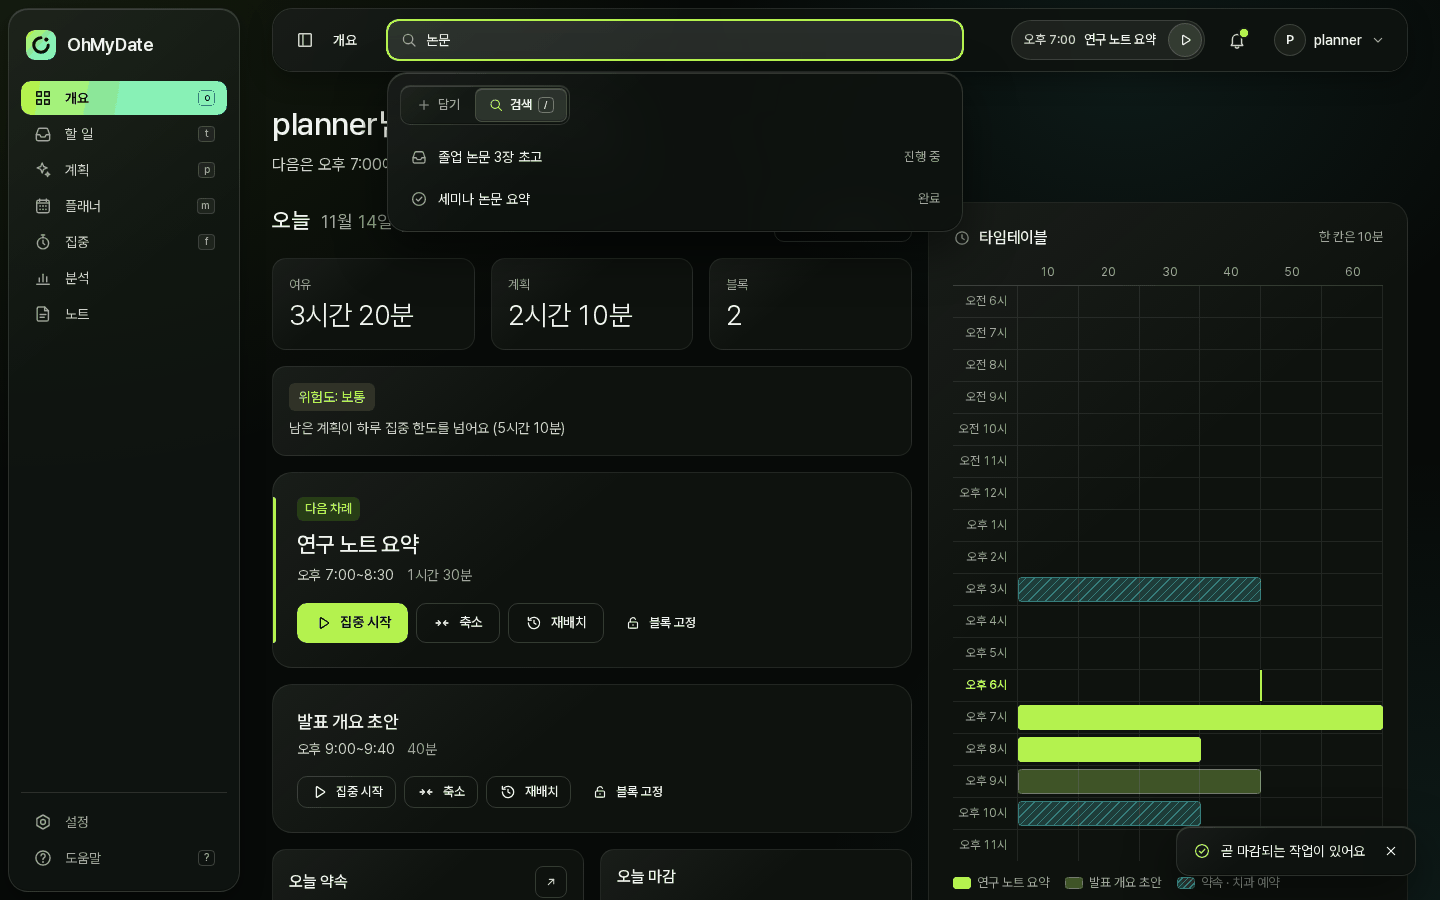 OhMyDate
개요 o
할 일 t
계획 p
플래너 m
집중 f
분석
노트
설정
도움말 ?
개요
논문
오후 7:00 연구 노트 요약
P planner
담기
검색 /
졸업 논문 3장 초고 진행 중
세미나 논문 요약 완료
planner
다음은 오후 7:00
오늘 11월 14일
여유
3시간 20분
계획
2시간 10분
블록
2
위험도: 보통
남은 계획이 하루 집중 한도를 넘어요 (5시간 10분)
다음 차례
연구 노트 요약
오후 7:00~8:30 1시간 30분
집중 시작 축소 재배치 블록 고정
발표 개요 초안
오후 9:00~9:40 40분
집중 시작 축소 재배치 블록 고정
오늘 약속
오늘 마감
타임테이블 한 칸은 10분
10 20 30 40 50 60
오전 6시
오전 7시
오전 8시
오전 9시
오전 10시
오전 11시
오후 12시
오후 1시
오후 2시
오후 3시
오후 4시
오후 5시
오후 6시
오후 7시
오후 8시
오후 9시
오후 10시
오후 11시
연구 노트 요약 발표 개요 초안 약속 · 치과 예약
곧 마감되는 작업이 있어요